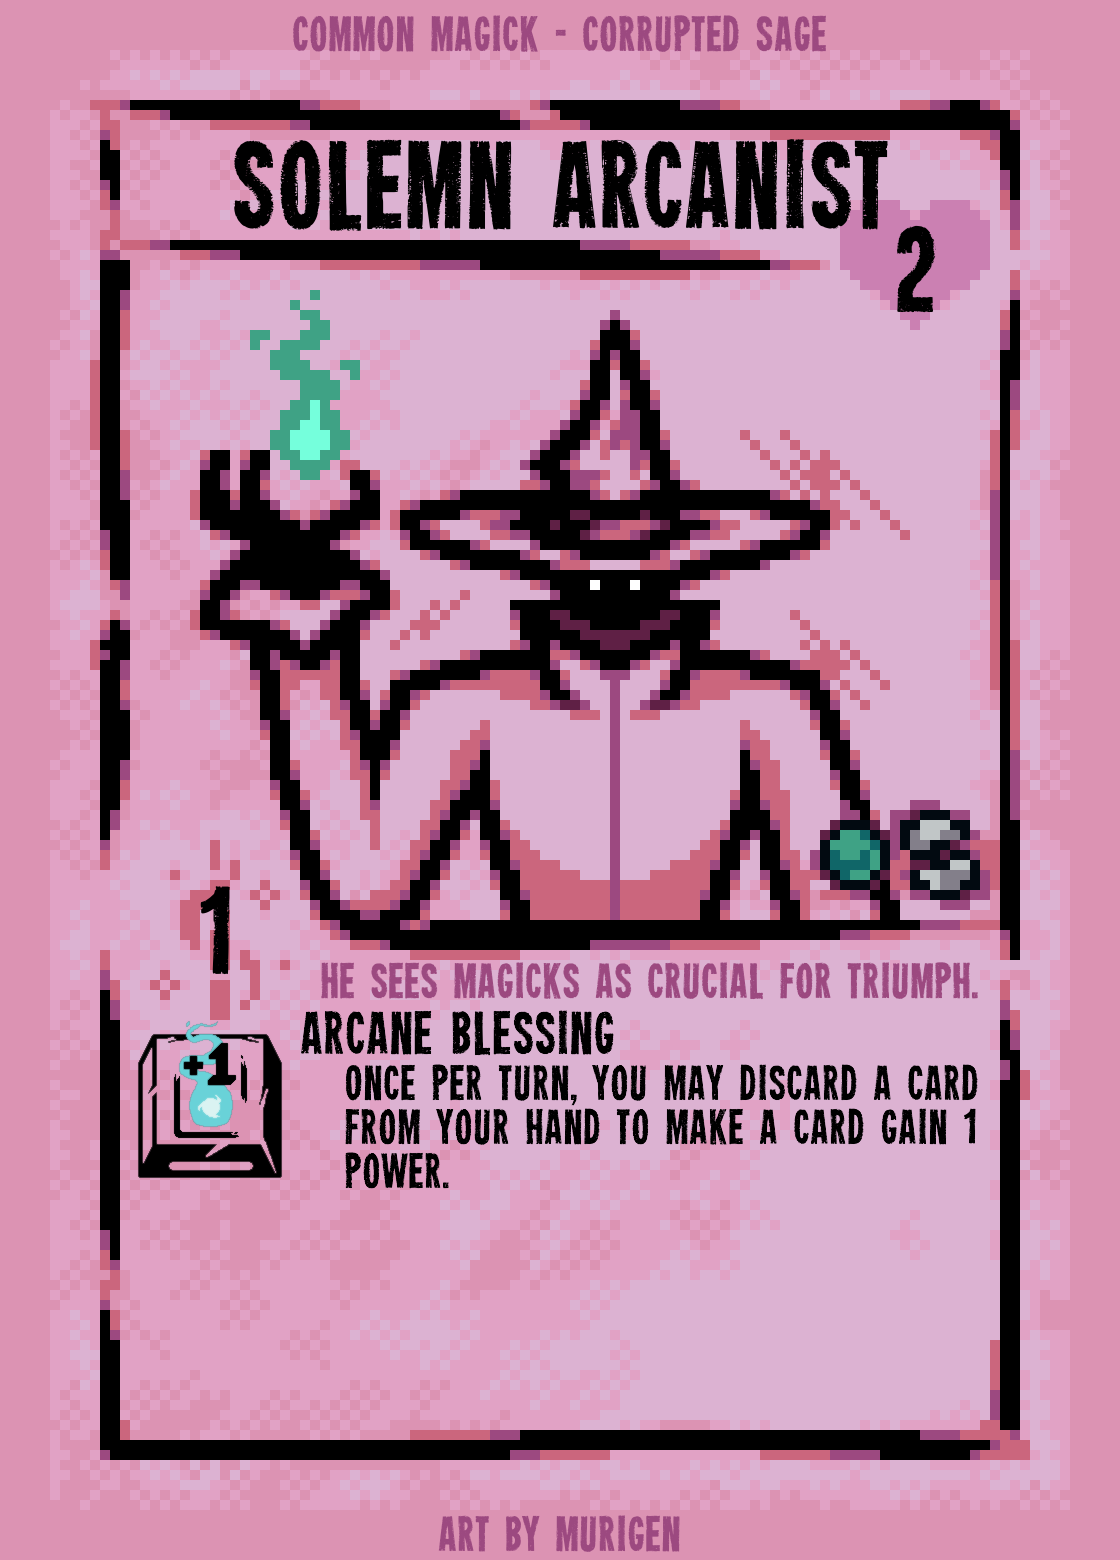 COMMON MAGICK - CORRUPTED SAGE
SOLEMN ARCANIST
2
1
HE SEES MAGICKS AS CRUCIAL FOR TRIUMPH.
ARCANE BLESSING
+1
ONCE PER TURN, YOU MAY DISCARD A CARD
FROM YOUR HAND TO MAKE A CARD GAIN 1
POWER.
ART BY MURIGEN